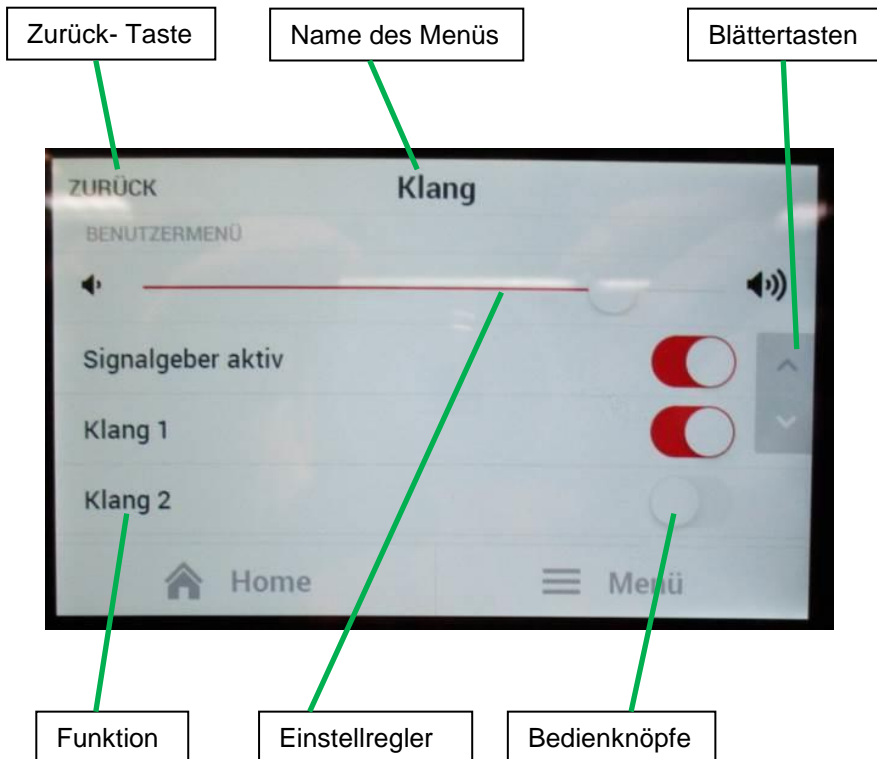 Zurück- Taste
Name des Menüs
Blättertasten
ZURÜCK
Klang
BENUTZERMENÜ
Signalgeber aktiv
Klang 1
Klang 2
Home
Menü
Funktion
Einstellregler
Bedienknöpfe